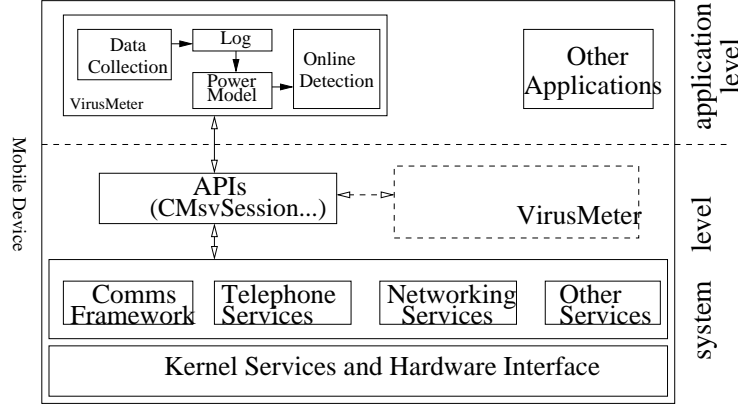 Data
Collection
Log
Power
Model
Online
Detection
VirusMeter
Other
Applications
application
level
Mobile Device
APIs
(CMsvSession...)
VirusMeter
system level
Comms
Framework
Telephone
Services
Networking
Services
Other
Services
Kernel Services and Hardware Interface